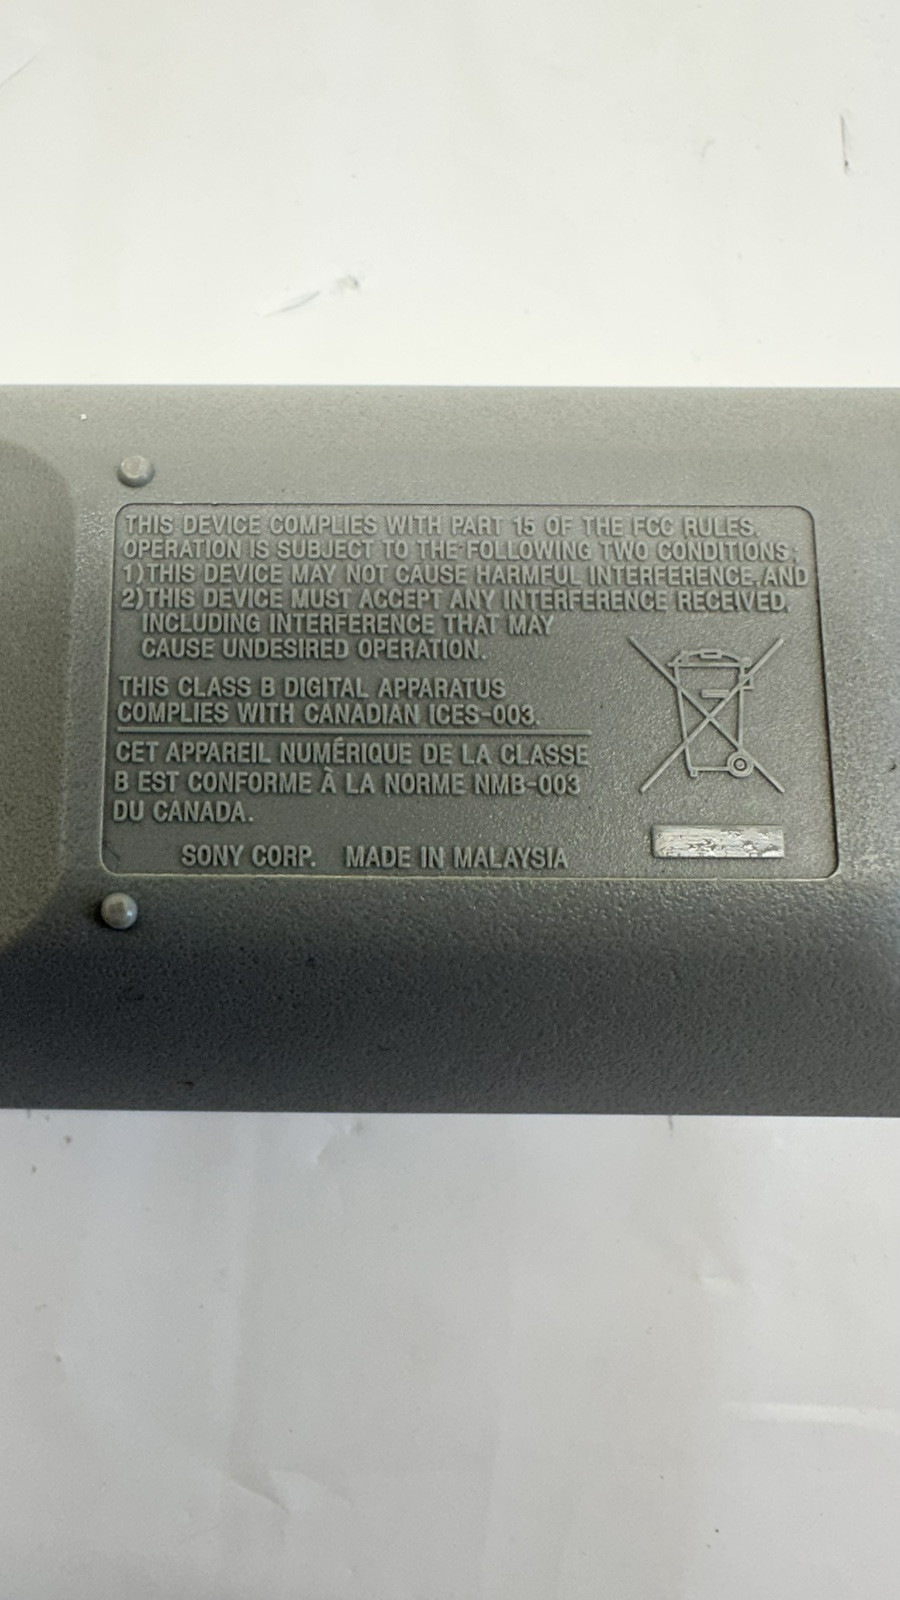 THIS DEVICE COMPLIES WITH PART 15 OF THE FCC RULES.
OPERATION IS SUBJECT TO THE FOLLOWING TWO CONDITIONS;
1)THIS DEVICE MAY NOT CAUSE HARMFUL INTERFERENCE, AND
2)THIS DEVICE MUST ACCEPT ANY INTERFERENCE RECEIVED,
INCLUDING INTERFERENCE THAT MAY
CAUSE UNDESIRED OPERATION.
THIS CLASS B DIGITAL APPARATUS
COMPLIES WITH CANADIAN ICES-003.
CET APPAREIL NUMÉRIQUE DE LA CLASSE
B EST CONFORME À LA NORME NMB-003
DU CANADA.
SONY CORP. MADE IN MALAYSIA